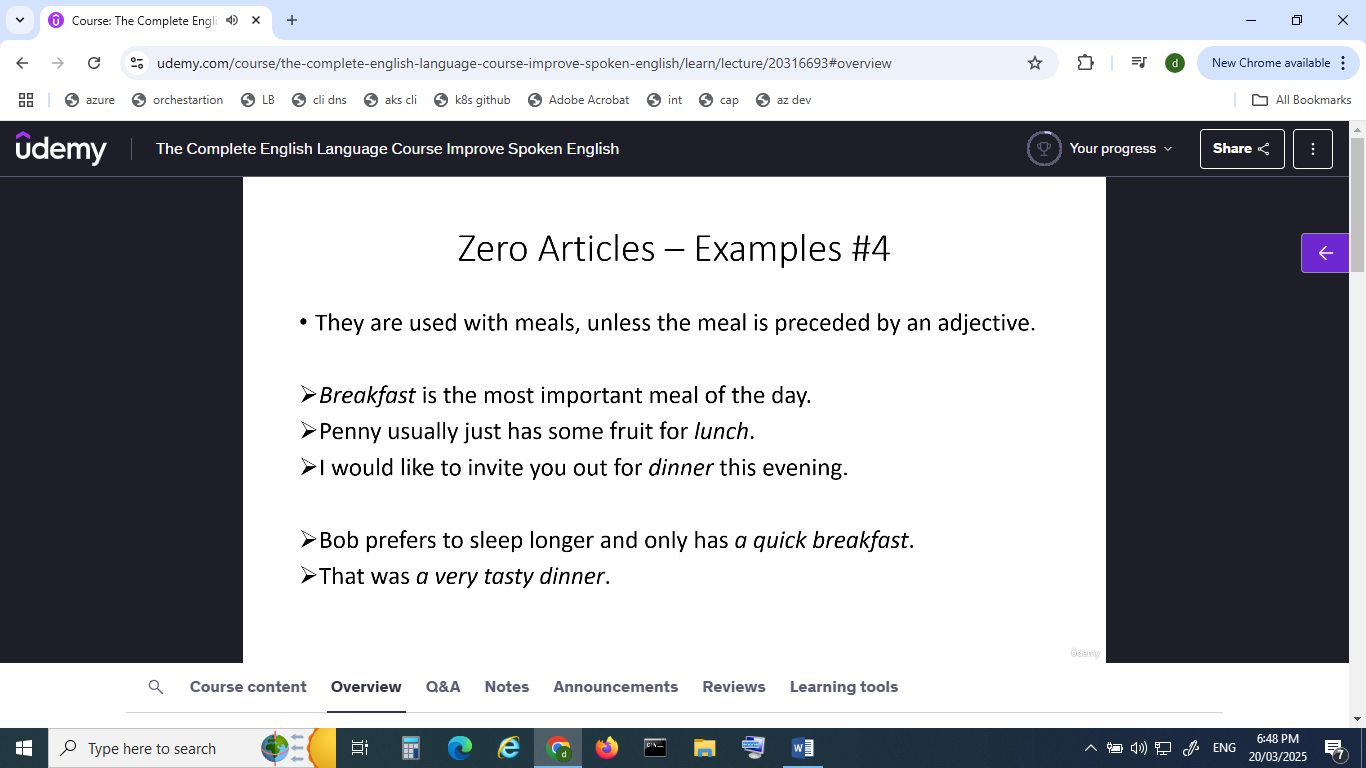 Course: The Complete Engli
udemy.com/course/the-complete-english-language-course-improve-spoken-english/learn/lecture/20316693#overview
d
New Chrome available
azure
orchestartion
LB
cli dns
aks cli
k8s github
Adobe Acrobat
int
cap
az dev
All Bookmarks
udemy
The Complete English Language Course Improve Spoken English
Your progress
Share
Zero Articles – Examples #4
• They are used with meals, unless the meal is preceded by an adjective.
➢Breakfast is the most important meal of the day.
➢Penny usually just has some fruit for lunch.
➢I would like to invite you out for dinner this evening.
➢Bob prefers to sleep longer and only has a quick breakfast.
➢That was a very tasty dinner.
udemy
Course content
Overview
Q&A
Notes
Announcements
Reviews
Learning tools
Type here to search
ENG
6:48 PM
20/03/2025
7